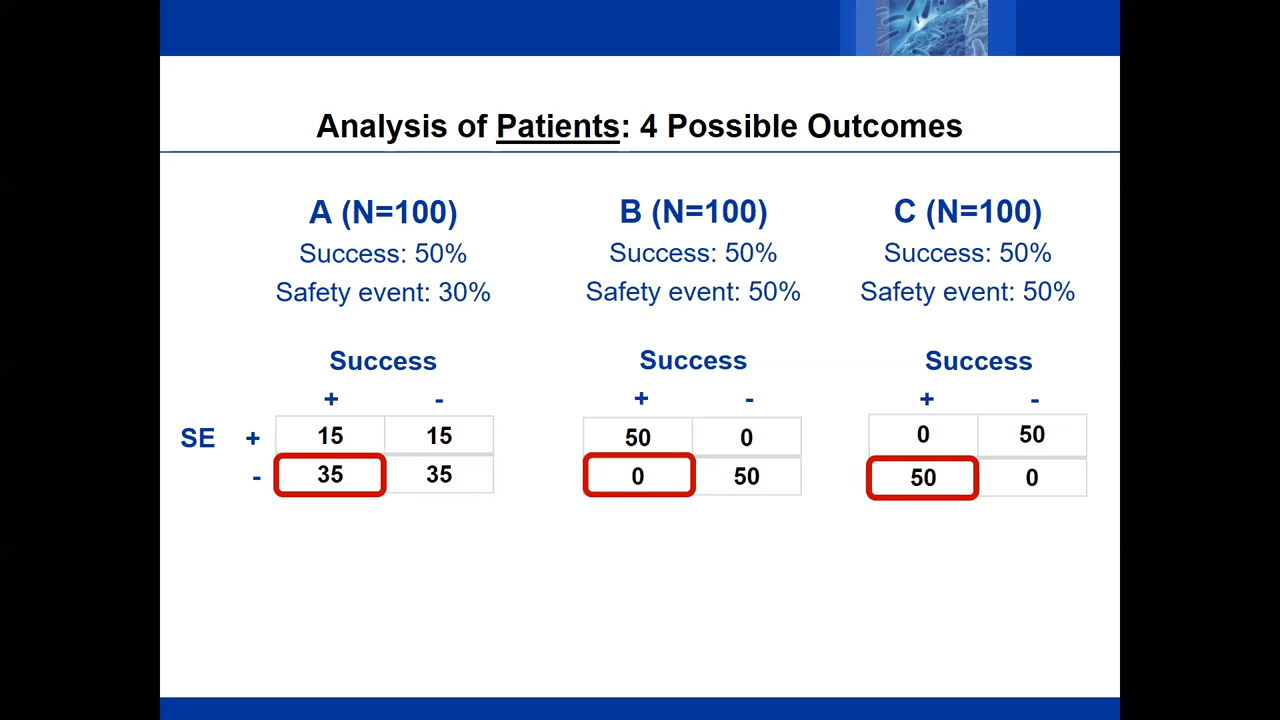 Analysis of Patients: 4 Possible Outcomes
A (N=100)
Success: 50%
Safety event: 30%
Success
+ -
SE + 15 15
- 35 35
B (N=100)
Success: 50%
Safety event: 50%
Success
+ -
50 0
0 50
C (N=100)
Success: 50%
Safety event: 50%
Success
+ -
0 50
50 0